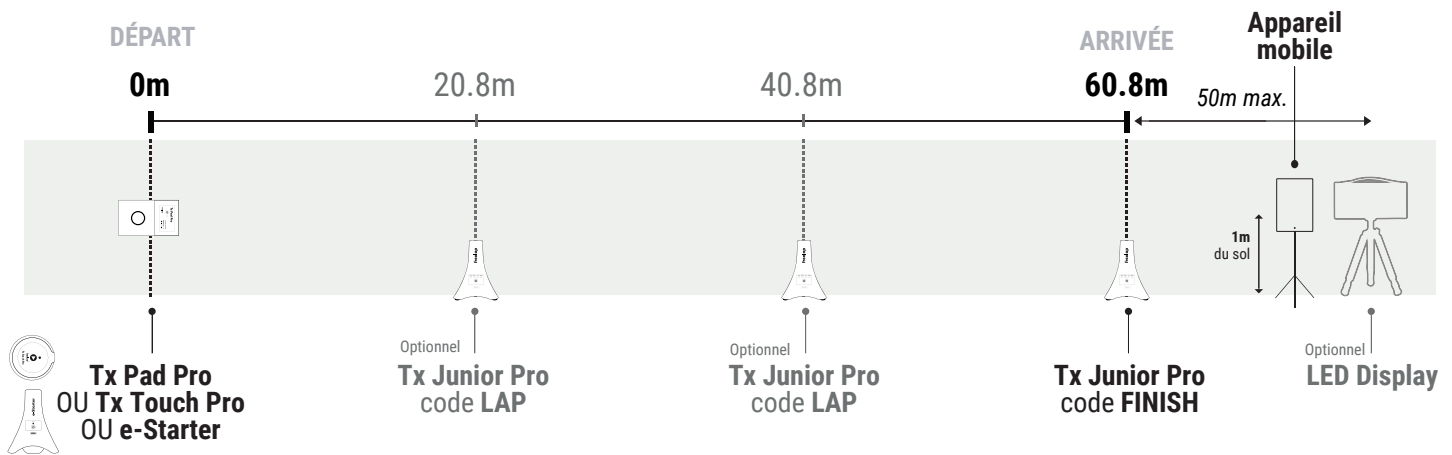 DÉPART
ARRIVÉE
Appareil
mobile
0m
20.8m
40.8m
60.8m
50m max.
1m
du sol
Optionnel
Optionnel
Optionnel
Tx Pad Pro
OU Tx Touch Pro
OU e-Starter
Tx Junior Pro
code LAP
Tx Junior Pro
code LAP
Tx Junior Pro
code FINISH
LED Display